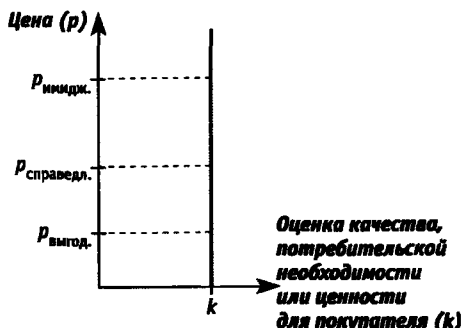 Цена (p)
pимидж.
pсправедл.
pвыгод.
k
Оценка качества,
потребительской
необходимости
или ценности
для покупателя (k)